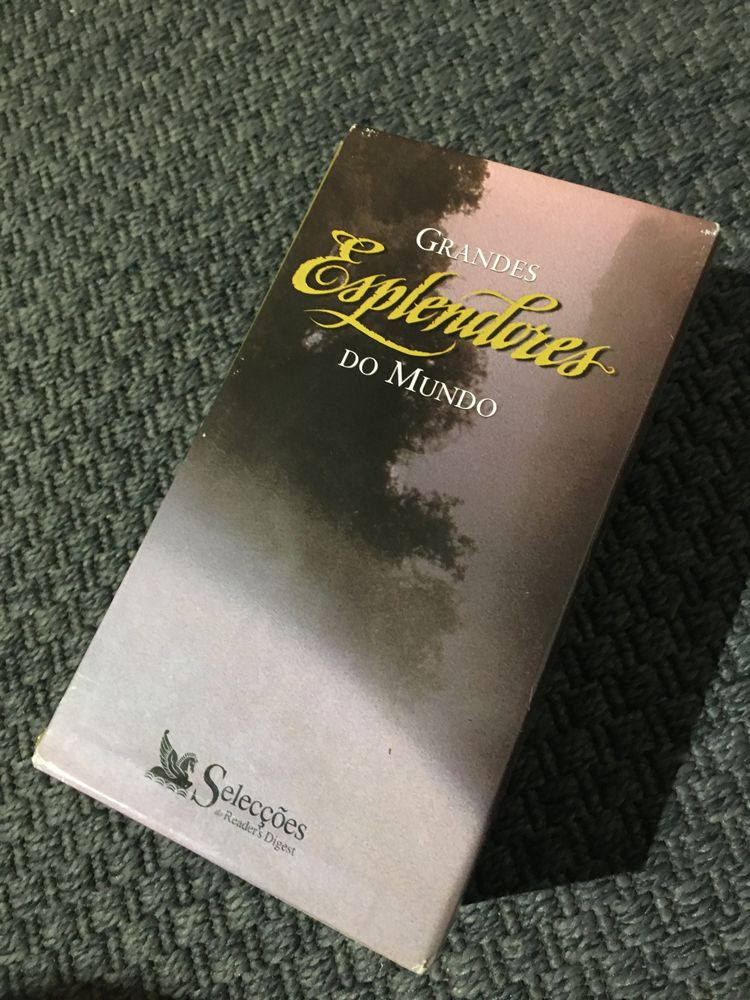 GRANDES
Esplendores
DO MUNDO
Selecções
do Reader's Digest